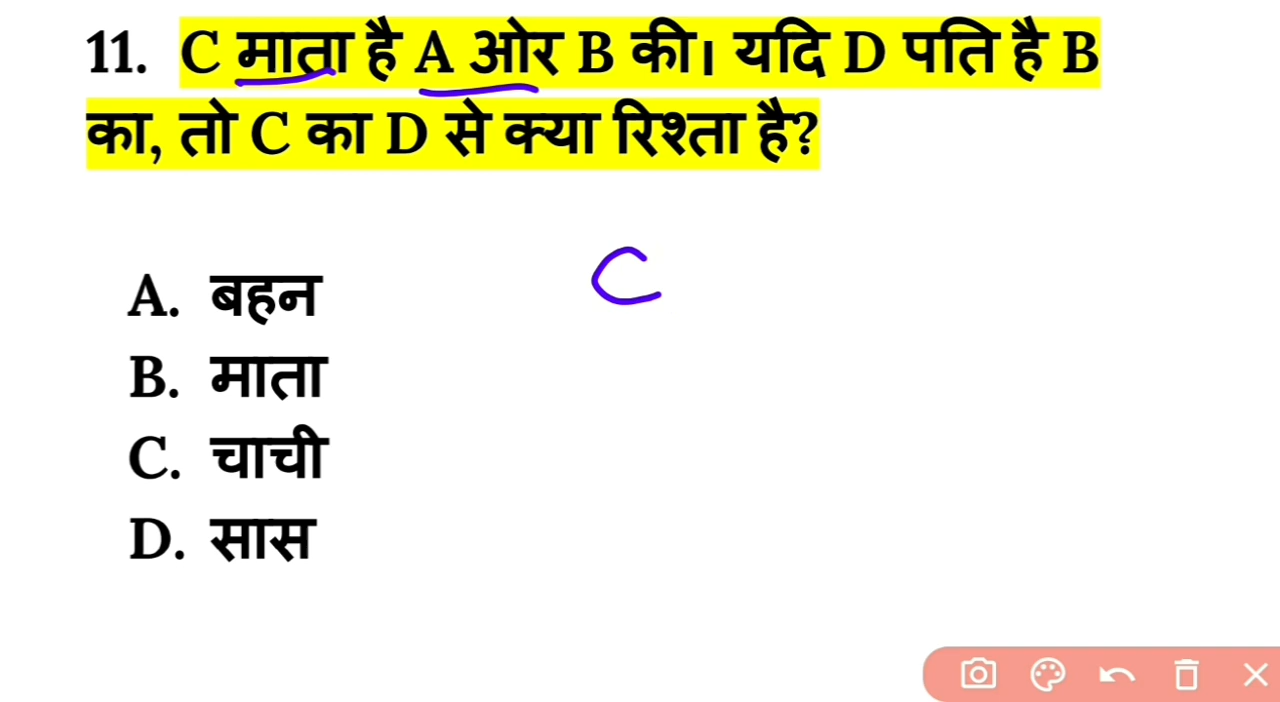 11. C माता है A ओर B की। यदि D पति है B
का, तो C का D से क्या रिश्ता है?
C
A. बहन
B. माता
C. चाची
D. सास